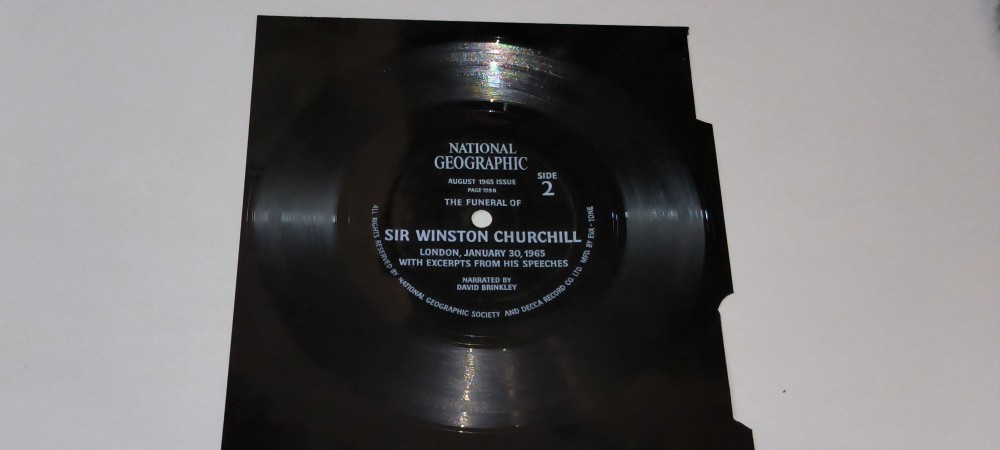 NATIONAL
GEOGRAPHIC
AUGUST 1965 ISSUE
PAGE 198B
SIDE
2
THE FUNERAL OF
SIR WINSTON CHURCHILL
LONDON, JANUARY 30, 1965
WITH EXCERPTS FROM HIS SPEECHES
NARRATED BY
DAVID BRINKLEY
ALL RIGHTS RESERVED BY NATIONAL GEOGRAPHIC SOCIETY AND DECCA RECORD CO LTD MFD. BY EVA-TONE